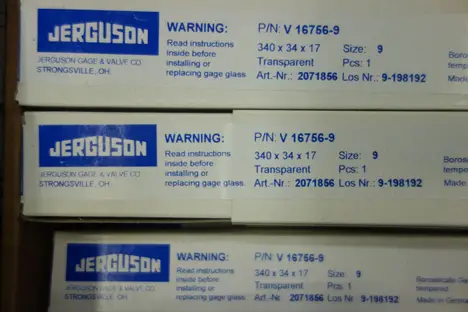 JERGUSON
JERGUSON GAGE & VALVE CO.
STRONGSVILLE, OH.
WARNING:
Read instructions
inside before
installing or
replacing gage glass
P/N: V 16756-9
340 x 34 x 17 Size: 9
Transparent Pcs: 1
Art.-Nr.: 2071856 Los Nr.: 9-198192
Made
JERGUSON
JERGUSON GAGE & VALVE CO.
STRONGSVILLE, OH.
WARNING:
Read instructions
inside before
installing or
replacing gage glass
P/N: V 16756-9
340 x 34 x 17 Size: 9
Transparent Pcs: 1
Art.-Nr.: 2071856 Los Nr.: 9-198192
Made
JERGUSON
JERGUSON GAGE & VALVE CO.
STRONGSVILLE, OH.
WARNING:
Read instructions
inside before
installing or
replacing gage glass
P/N: V 16756-9
340 x 34 x 17 Size: 9
Transparent Pcs: 1
Art.-Nr.: 2071856 Los Nr.: 9-198192
Borosilicate
Made in